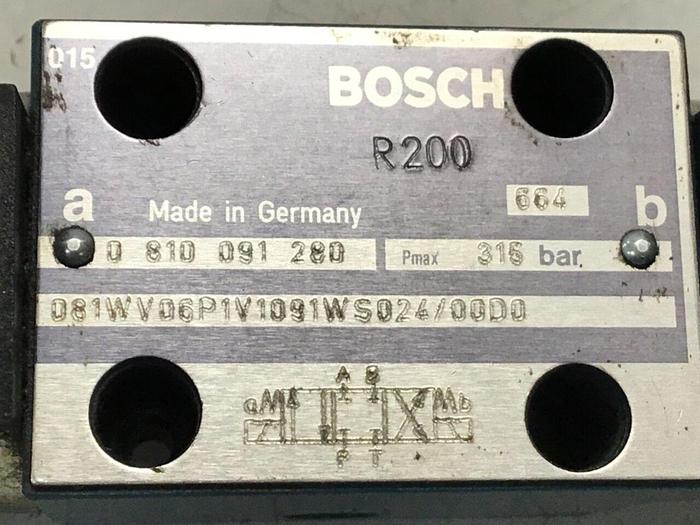 015
BOSCH
R200
664
a Made in Germany b
0 810 091 280 Pmax 315 bar
081WV06P1V1091WS024/00D0
A B
a b
P T